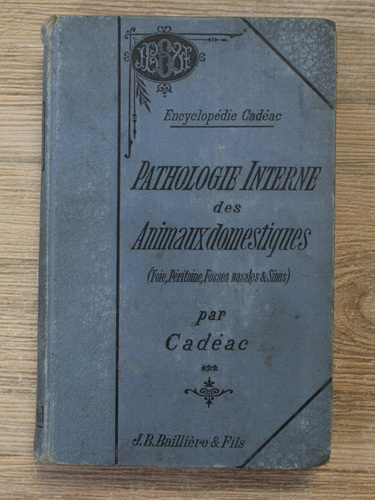 Encyclopédie Cadéac
PATHOLOGIE INTERNE
des
Animaux domestiques
(Foie, Péritoine, Fosses nasales & Sinus)
par
Cadéac
***
J. B. Baillière & Fils